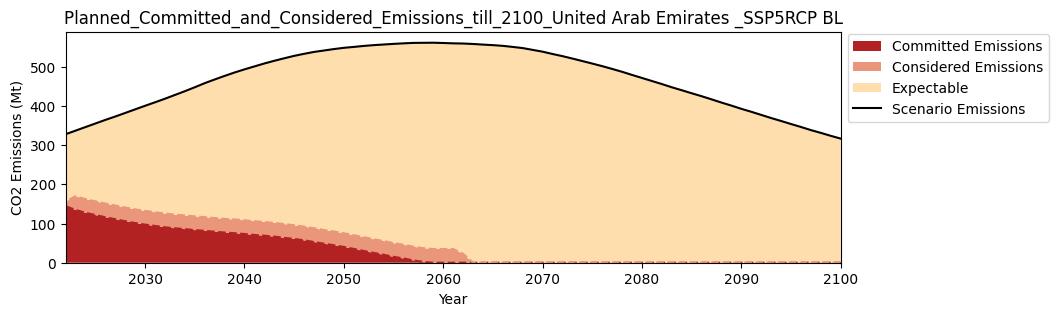 Planned_Committed_and_Considered_Emissions_till_2100_United Arab Emirates _SSP5RCP BL
Committed Emissions
Considered Emissions
Expectable
Scenario Emissions
CO2 Emissions (Mt)
500
400
300
200
100
0
2030 2040 2050 2060 2070 2080 2090 2100
Year